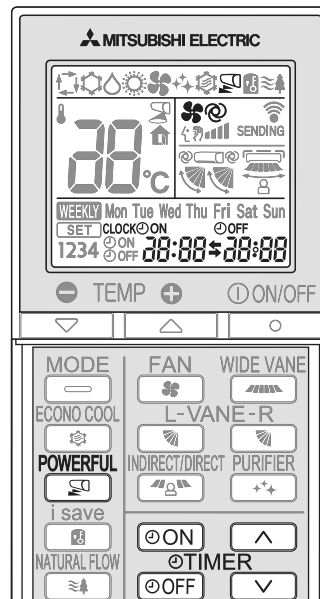 MITSUBISHI ELECTRIC
SENDING
88°C
WEEKLY Mon Tue Wed Thu Fri Sat Sun
SET CLOCK ON OFF
1234 ON OFF 88:88 88:88
TEMP ON/OFF
MODE FAN WIDE VANE
ECONO COOL L-VANE-R
POWERFUL INDIRECT/DIRECT PURIFIER
i save
ON
NATURAL FLOW TIMER
OFF